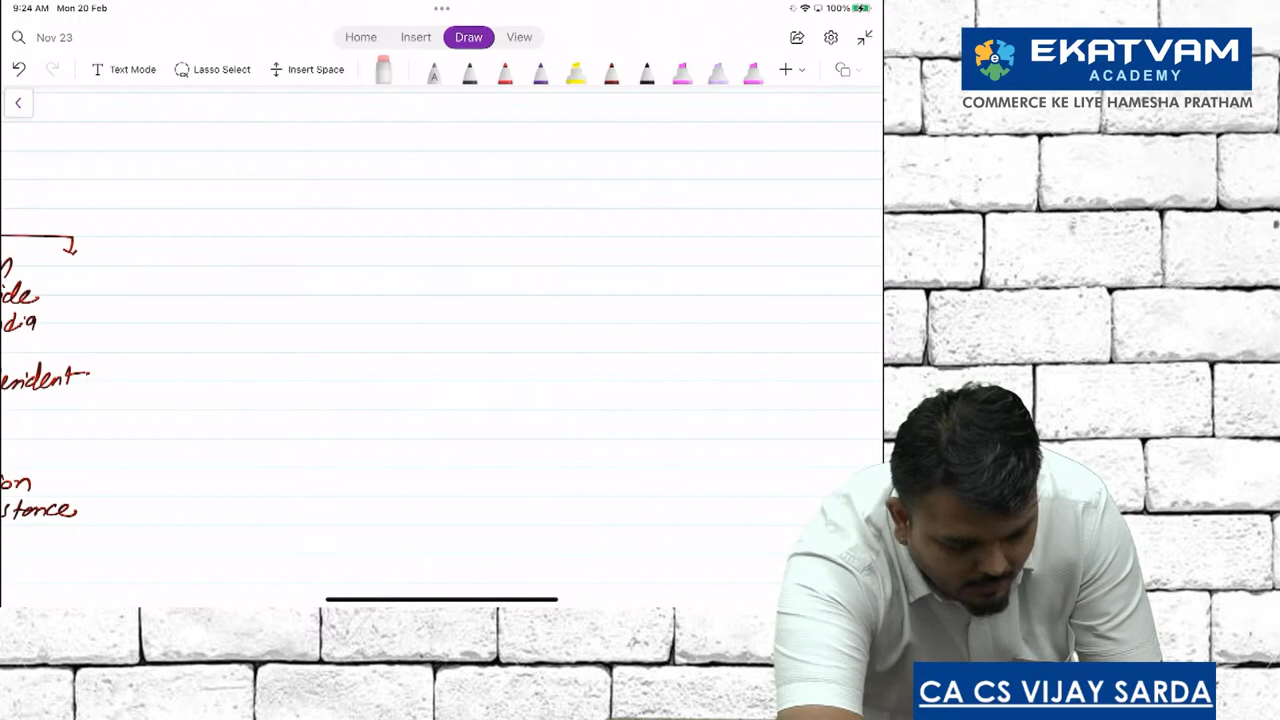 9:24 AM Mon 20 Feb
100%
Nov 23
Home Insert Draw View
Text Mode Lasso Select Insert Space
A
ide
dia
on
stance
e
EKATVAM
ACADEMY
COMMERCE KE LIYE HAMESHA PRATHAM
CA CS VIJAY SARDA